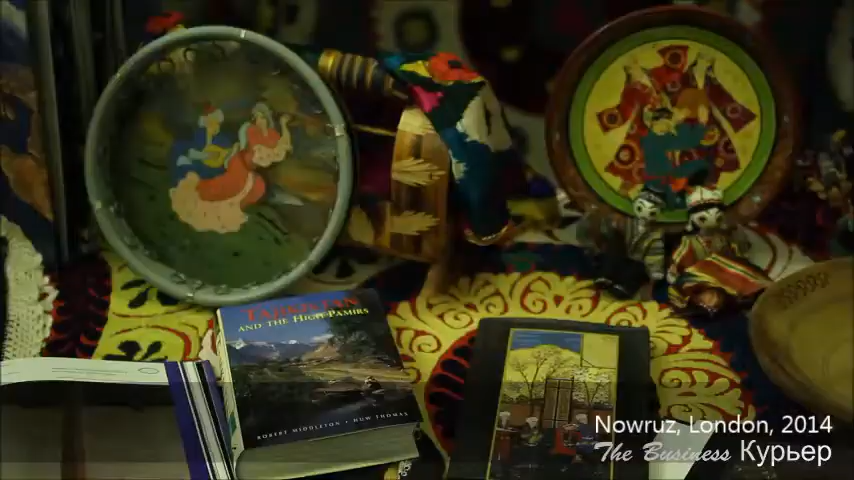 TAJIKISTAN
AND THE HIGH PAMIRS
ROBERT MIDDLETON • HUW THOMAS
Nowruz, London, 2014
The Business Курьер